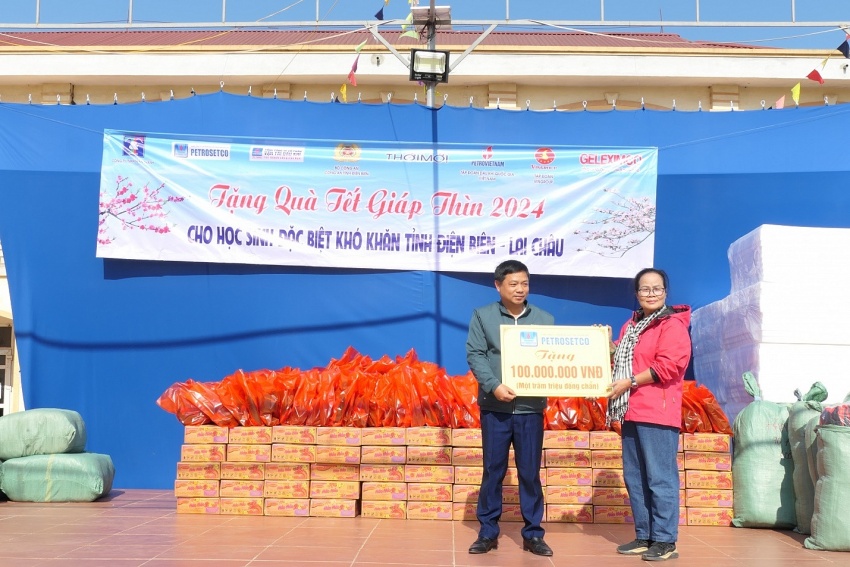 PETROSETCO
THỜI MỚI
PETROVIETNAM
GELEXIMCO
Tặng Quà Tết Giáp Thìn 2024
CHO HỌC SINH ĐẶC BIỆT KHÓ KHĂN TỈNH ĐIỆN BIÊN - LAI CHÂU
PETROSETCO
Tặng
100.000.000 VNĐ
(Một trăm triệu đồng chẵn)